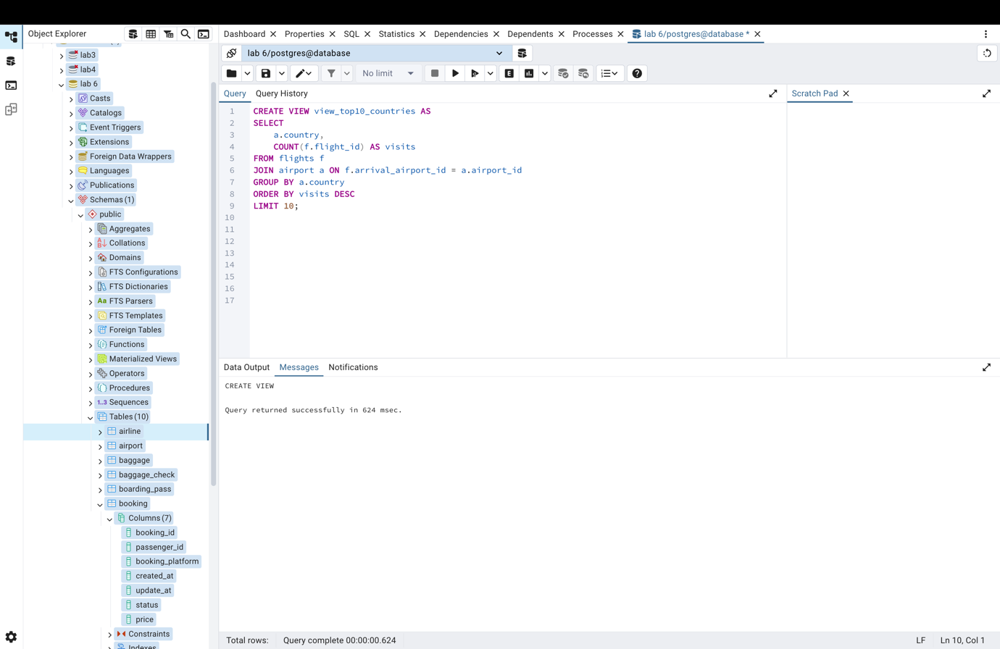 Object Explorer
Dashboard
Properties
SQL
Statistics
Dependencies
Dependents
Processes
lab 6/postgres@database *
lab 6/postgres@database
No limit
E
Query
Query History
Scratch Pad
lab3
lab4
lab 6
Casts
Catalogs
Event Triggers
Extensions
Foreign Data Wrappers
Languages
Publications
Schemas (1)
public
Aggregates
Collations
Domains
FTS Configurations
FTS Dictionaries
Aa FTS Parsers
FTS Templates
Foreign Tables
Functions
Materialized Views
Operators
Procedures
1..3 Sequences
Tables (10)
airline
airport
baggage
baggage_check
boarding_pass
booking
Columns (7)
booking_id
passenger_id
booking_platform
created_at
update_at
status
price
Constraints
Indexes
1 CREATE VIEW view_top10_countries AS
2 SELECT
3 a.country,
4 COUNT(f.flight_id) AS visits
5 FROM flights f
6 JOIN airport a ON f.arrival_airport_id = a.airport_id
7 GROUP BY a.country
8 ORDER BY visits DESC
9 LIMIT 10;
10
11
12
13
14
15
16
17
Data Output
Messages
Notifications
CREATE VIEW
Query returned successfully in 624 msec.
Total rows:
Query complete 00:00:00.624
LF
Ln 10, Col 1